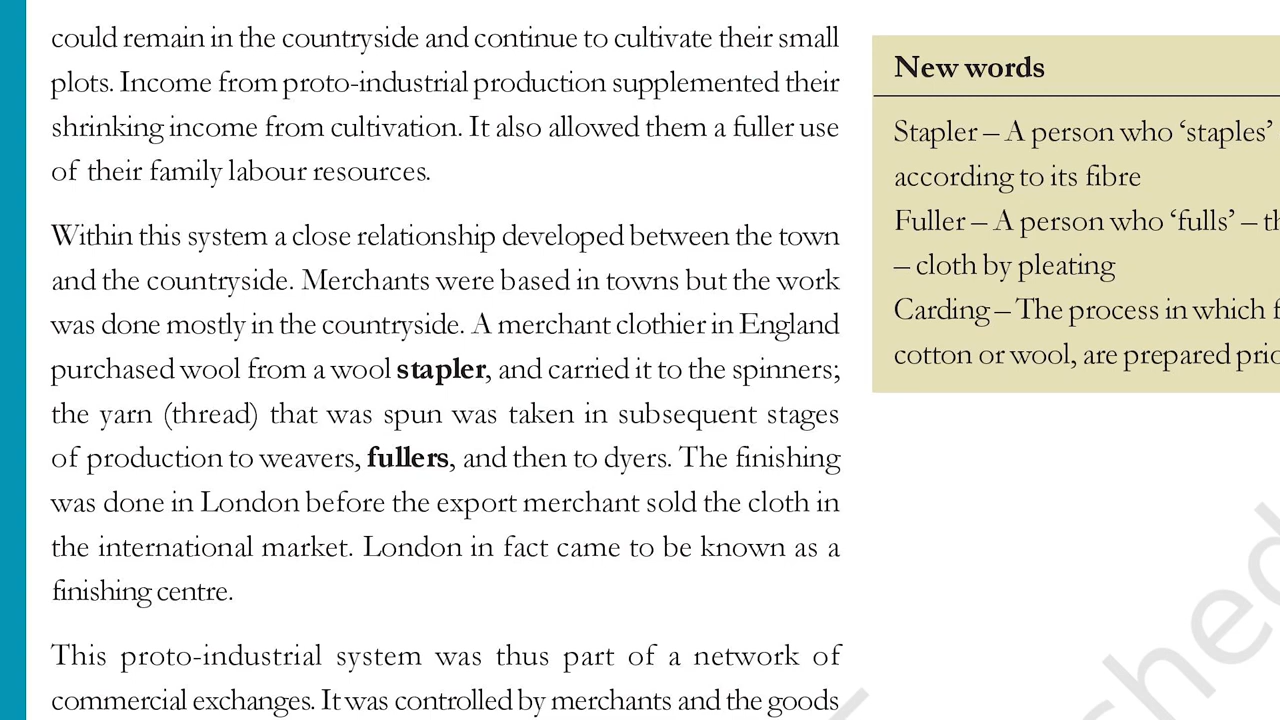 could remain in the countryside and continue to cultivate their small
plots. Income from proto-industrial production supplemented their
shrinking income from cultivation. It also allowed them a fuller use
of their family labour resources.
Within this system a close relationship developed between the town
and the countryside. Merchants were based in towns but the work
was done mostly in the countryside. A merchant clothier in England
purchased wool from a wool stapler, and carried it to the spinners;
the yarn (thread) that was spun was taken in subsequent stages
of production to weavers, fullers, and then to dyers. The finishing
was done in London before the export merchant sold the cloth in
the international market. London in fact came to be known as a
finishing centre.
This proto-industrial system was thus part of a network of
commercial exchanges. It was controlled by merchants and the goods
New words
Stapler – A person who ‘staples’
according to its fibre
Fuller – A person who ‘fulls’ –
– cloth by pleating
Carding – The process in which
cotton or wool, are prepared